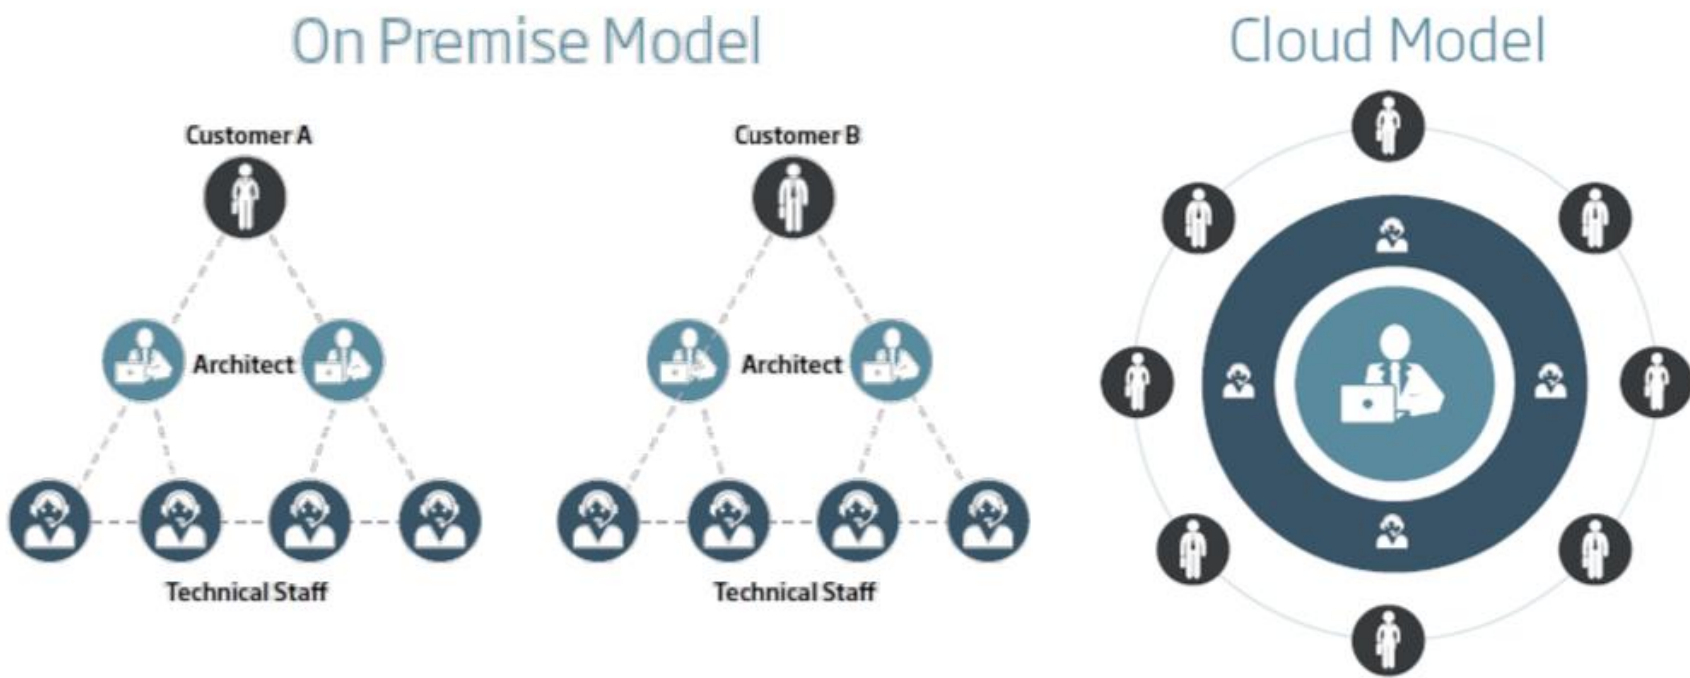 On Premise Model
Cloud Model
Customer A
Customer B
Architect
Architect
Technical Staff
Technical Staff